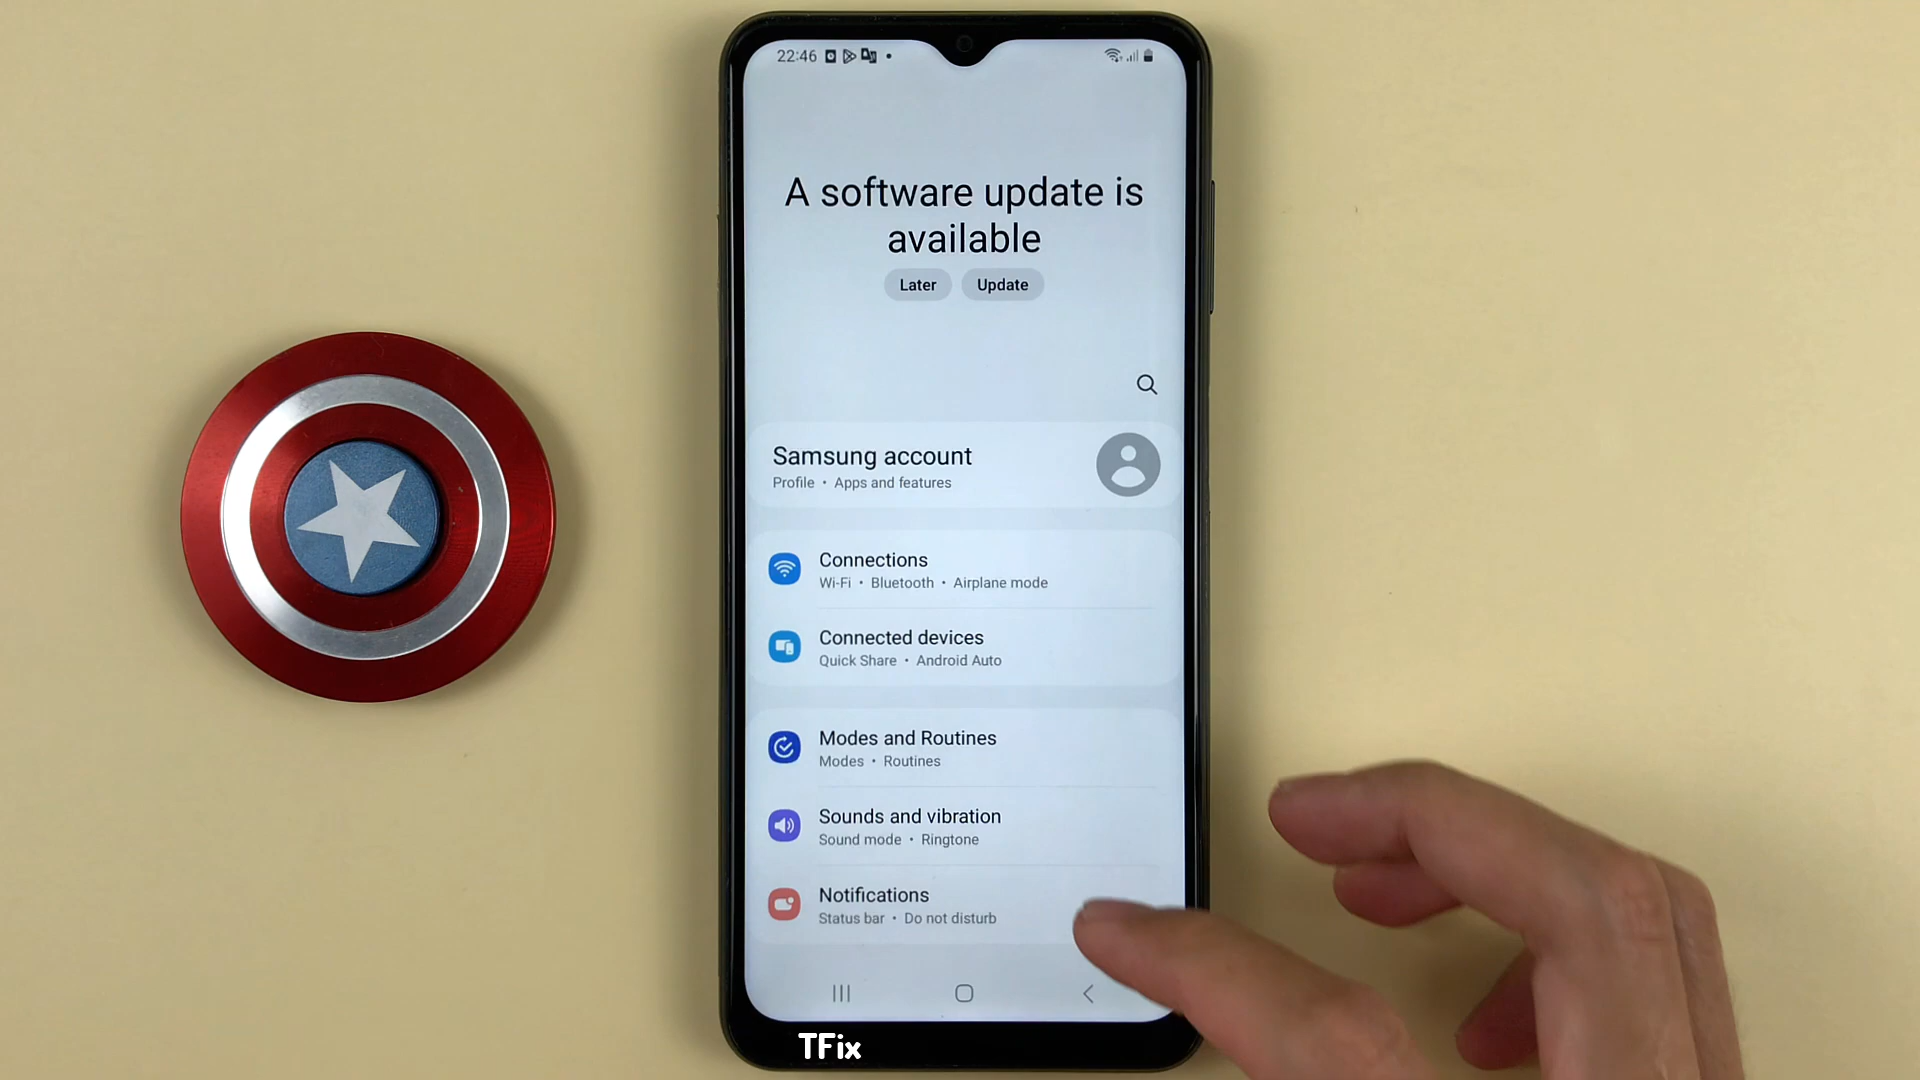 22:46
A software update is
available
Later
Update
Samsung account
Profile • Apps and features
Connections
Wi-Fi • Bluetooth • Airplane mode
Connected devices
Quick Share • Android Auto
Modes and Routines
Modes • Routines
Sounds and vibration
Sound mode • Ringtone
Notifications
Status bar • Do not disturb
TFix